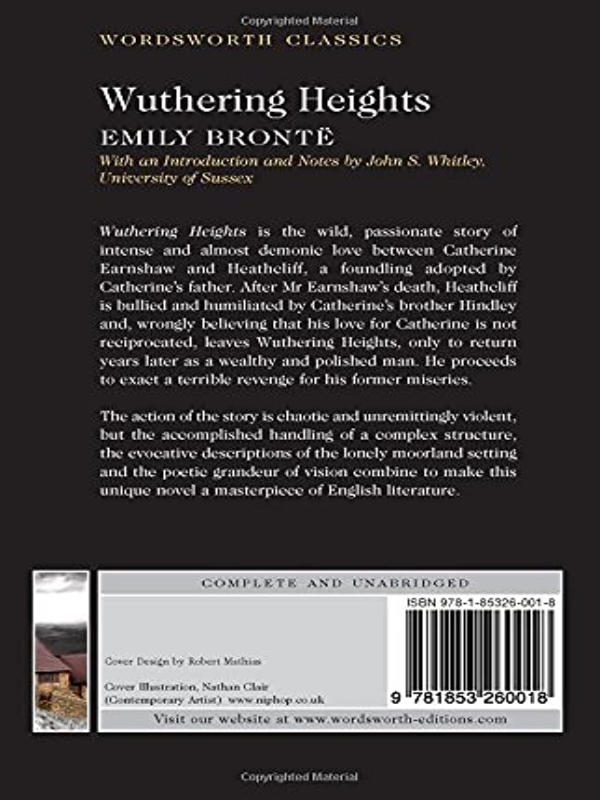 Copyrighted Material
WORDSWORTH CLASSICS
Wuthering Heights
EMILY BRONTË
With an Introduction and Notes by John S. Whitley,
University of Sussex
Wuthering Heights is the wild, passionate story of
intense and almost demonic love between Catherine
Earnshaw and Heathcliff, a foundling adopted by
Catherine's father. After Mr Earnshaw's death, Heathcliff
is bullied and humiliated by Catherine's brother Hindley
and, wrongly believing that his love for Catherine is not
reciprocated, leaves Wuthering Heights, only to return
years later as a wealthy and polished man. He proceeds
to exact a terrible revenge for his former miseries.
The action of the story is chaotic and unremittingly violent,
but the accomplished handling of a complex structure,
the evocative descriptions of the lonely moorland setting
and the poetic grandeur of vision combine to make this
unique novel a masterpiece of English literature.
COMPLETE AND UNABRIDGED
ISBN 978-1-85326-001-8
Cover Design by Robert Mathias
Cover Illustration, Nathan Clair
(Contemporary Artist) www.niphop.co.uk
9 781853 260018
Visit our website at www.wordsworth-editions.com
Copyrighted Material